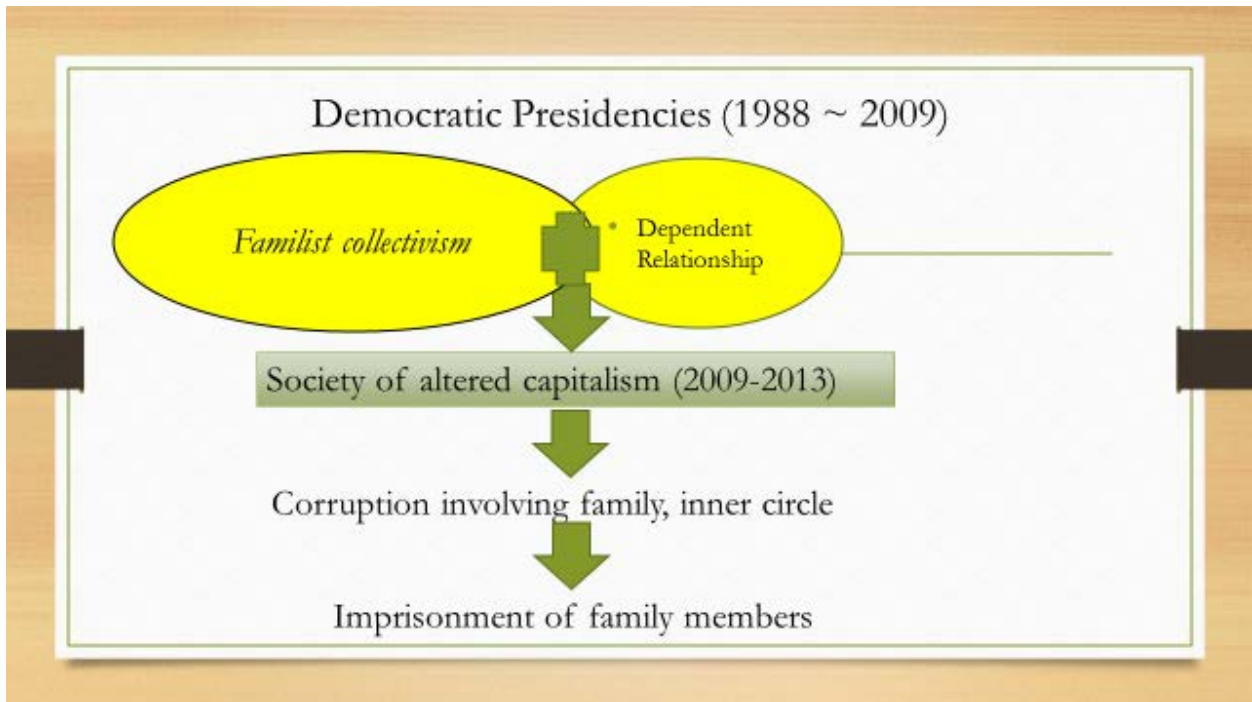 Democratic Presidencies (1988 ~ 2009)
Familist collectivism
• Dependent
Relationship
Society of altered capitalism (2009-2013)
Corruption involving family, inner circle
Imprisonment of family members